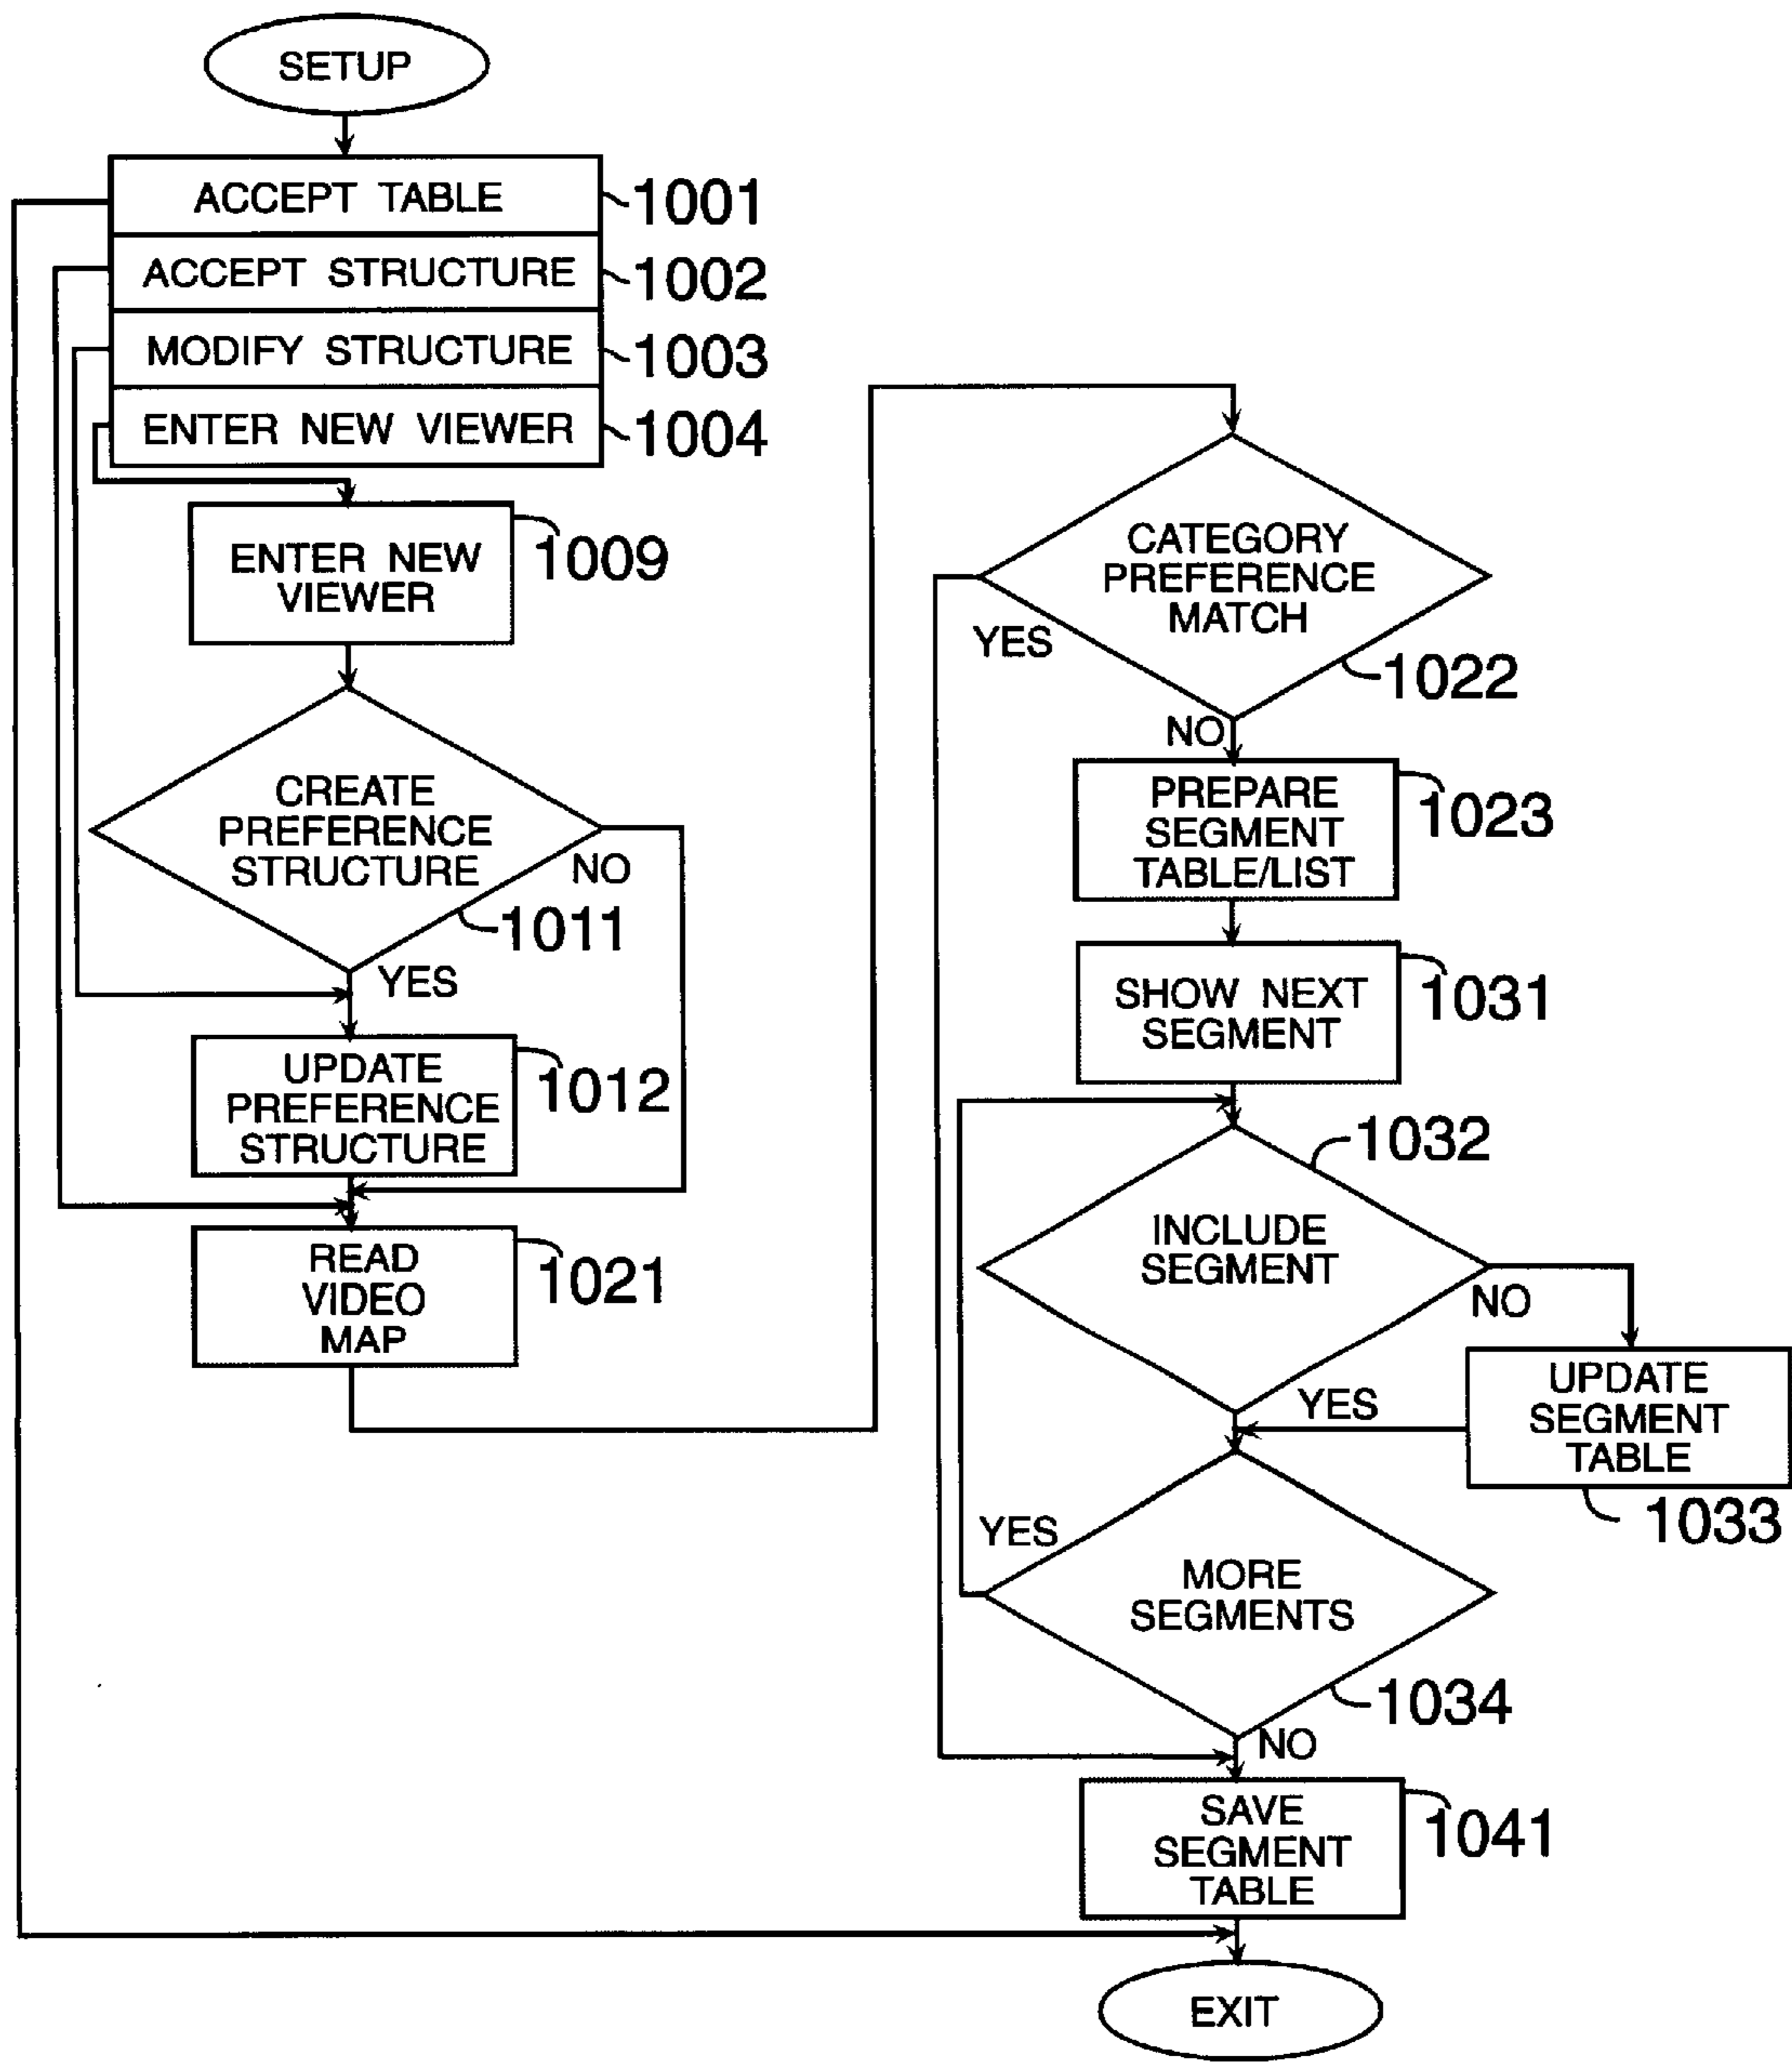 SETUP
ACCEPT TABLE
1001
ACCEPT STRUCTURE
1002
MODIFY STRUCTURE
1003
ENTER NEW VIEWER
1004
ENTER NEW
VIEWER
1009
CREATE
PREFERENCE
STRUCTURE
NO
1011
YES
UPDATE
PREFERENCE
STRUCTURE
1012
READ
VIDEO
MAP
1021
CATEGORY
PREFERENCE
MATCH
YES
1022
NO
PREPARE
SEGMENT
TABLE/LIST
1023
SHOW NEXT
SEGMENT
1031
1032
INCLUDE
SEGMENT
NO
YES
UPDATE
SEGMENT
TABLE
1033
YES
MORE
SEGMENTS
1034
NO
SAVE
SEGMENT
TABLE
1041
EXIT